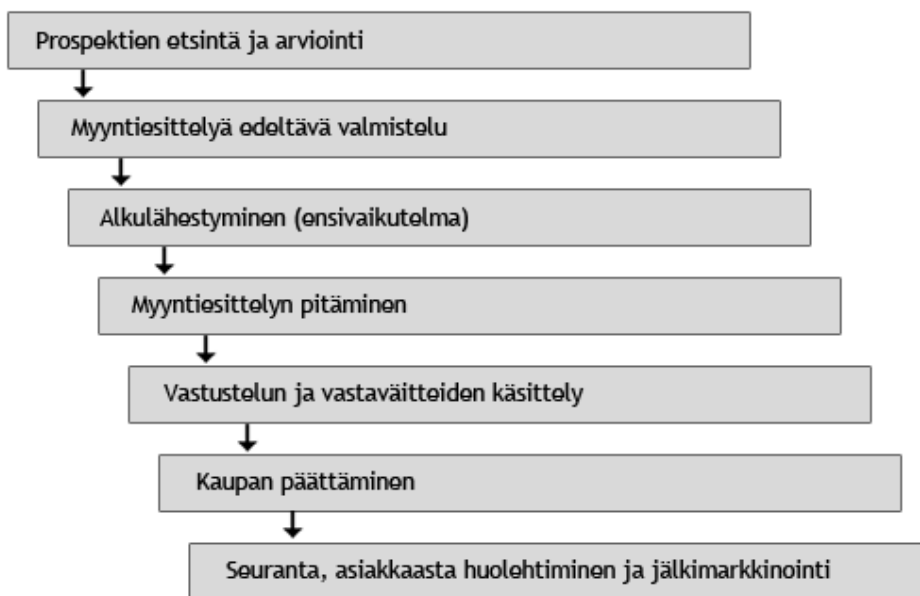 Prospektien etsintä ja arviointi
Myyntiesittelyä edeltävä valmistelu
Alkulähestyminen (ensivaikutelma)
Myyntiesittelyn pitäminen
Vastustelun ja vastaväitteiden käsittely
Kaupan päättäminen
Seuranta, asiakkaasta huolehtiminen ja jälkimarkkinointi